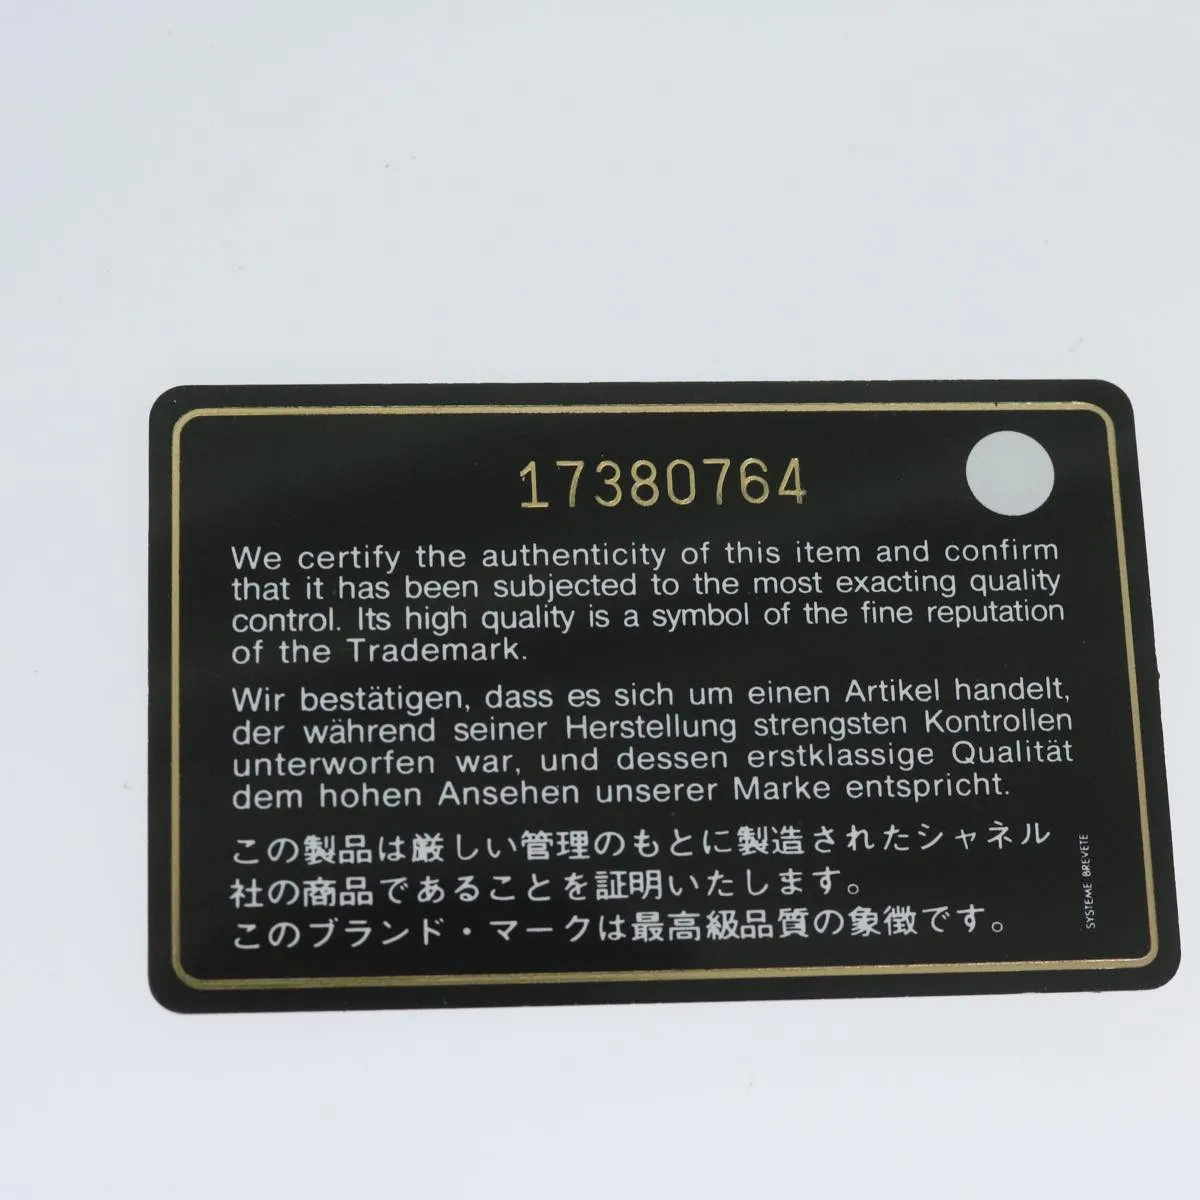 17380764
We certify the authenticity of this item and confirm
that it has been subjected to the most exacting quality
control. Its high quality is a symbol of the fine reputation
of the Trademark.
Wir bestätigen, dass es sich um einen Artikel handelt,
der während seiner Herstellung strengsten Kontrollen
unterworfen war, und dessen erstklassige Qualität
dem hohen Ansehen unserer Marke entspricht.
この製品は厳しい管理のもとに製造されたシャネル
社の商品であることを証明いたします。
このブランド・マークは最高級品質の象徴です。
SYSTEME BREVETE